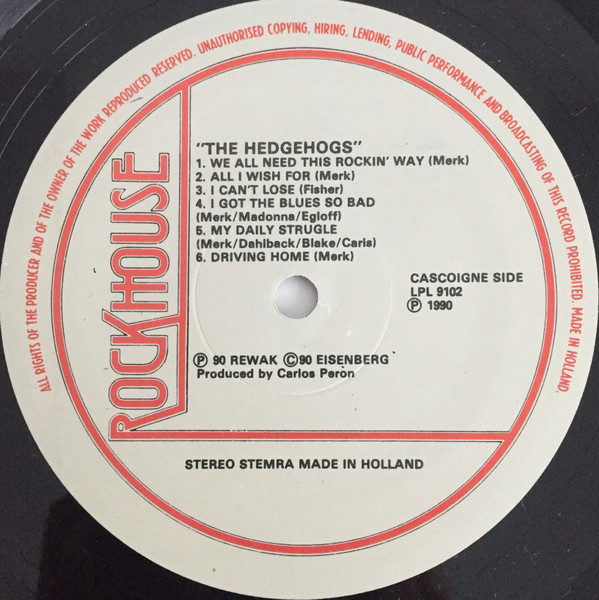 ALL RIGHTS OF THE PRODUCER AND OF THE OWNER OF THE WORK REPRODUCED RESERVED. UNAUTHORISED COPYING, HIRING, LENDING, PUBLIC PERFORMANCE AND BROADCASTING OF THIS RECORD PROHIBITED. MADE IN HOLLAND.
ROCKHOUSE
"THE HEDGEHOGS"
1. WE ALL NEED THIS ROCKIN' WAY (Merk)
2. ALL I WISH FOR (Merk)
3. I CAN'T LOSE (Fisher)
4. I GOT THE BLUES SO BAD
(Merk/Madonna/Egloff)
5. MY DAILY STRUGLE
(Merk/Dahlback/Blake/Caris)
6. DRIVING HOME (Merk)
CASCOIGNE SIDE
LPL 9102
Ⓟ 1990
Ⓟ 90 REWAK Ⓒ90 EISENBERG
Produced by Carlos Peròn
STEREO STEMRA MADE IN HOLLAND